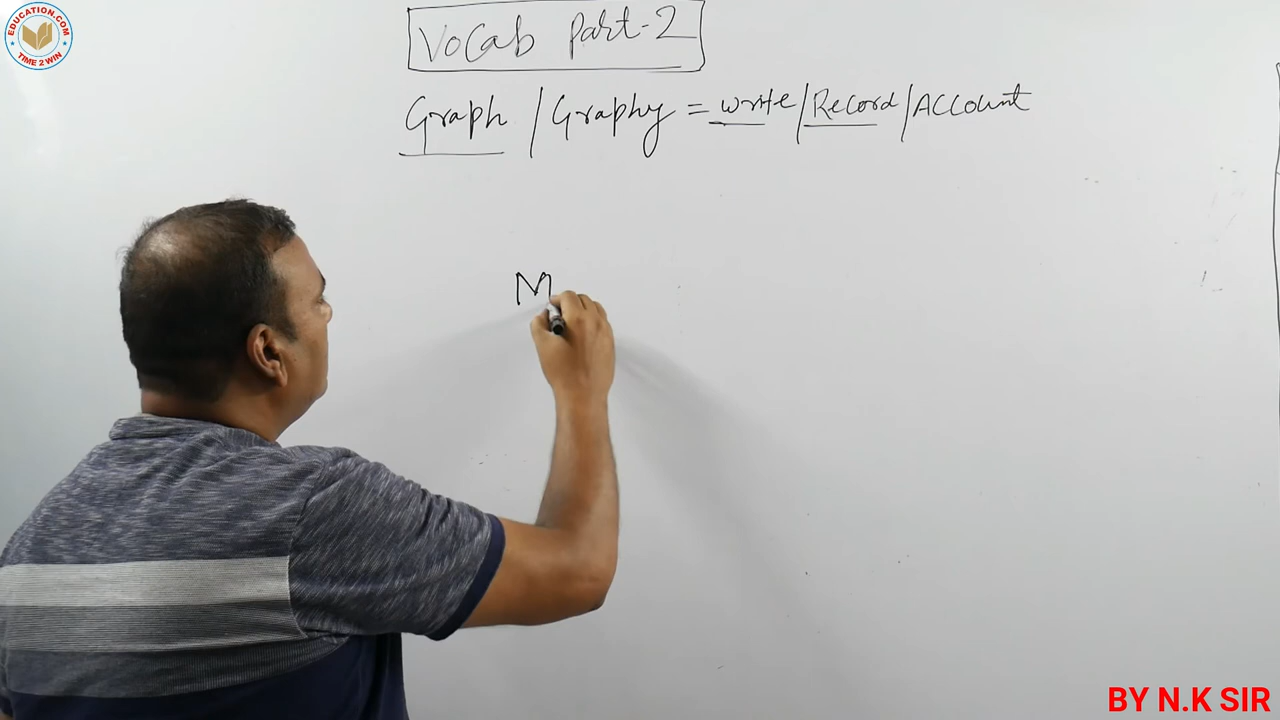 EDUCATION.COM
TIME 2 WIN
Vocab Part-2
Graph / Graphy = write / Record / Account
M
BY N.K SIR